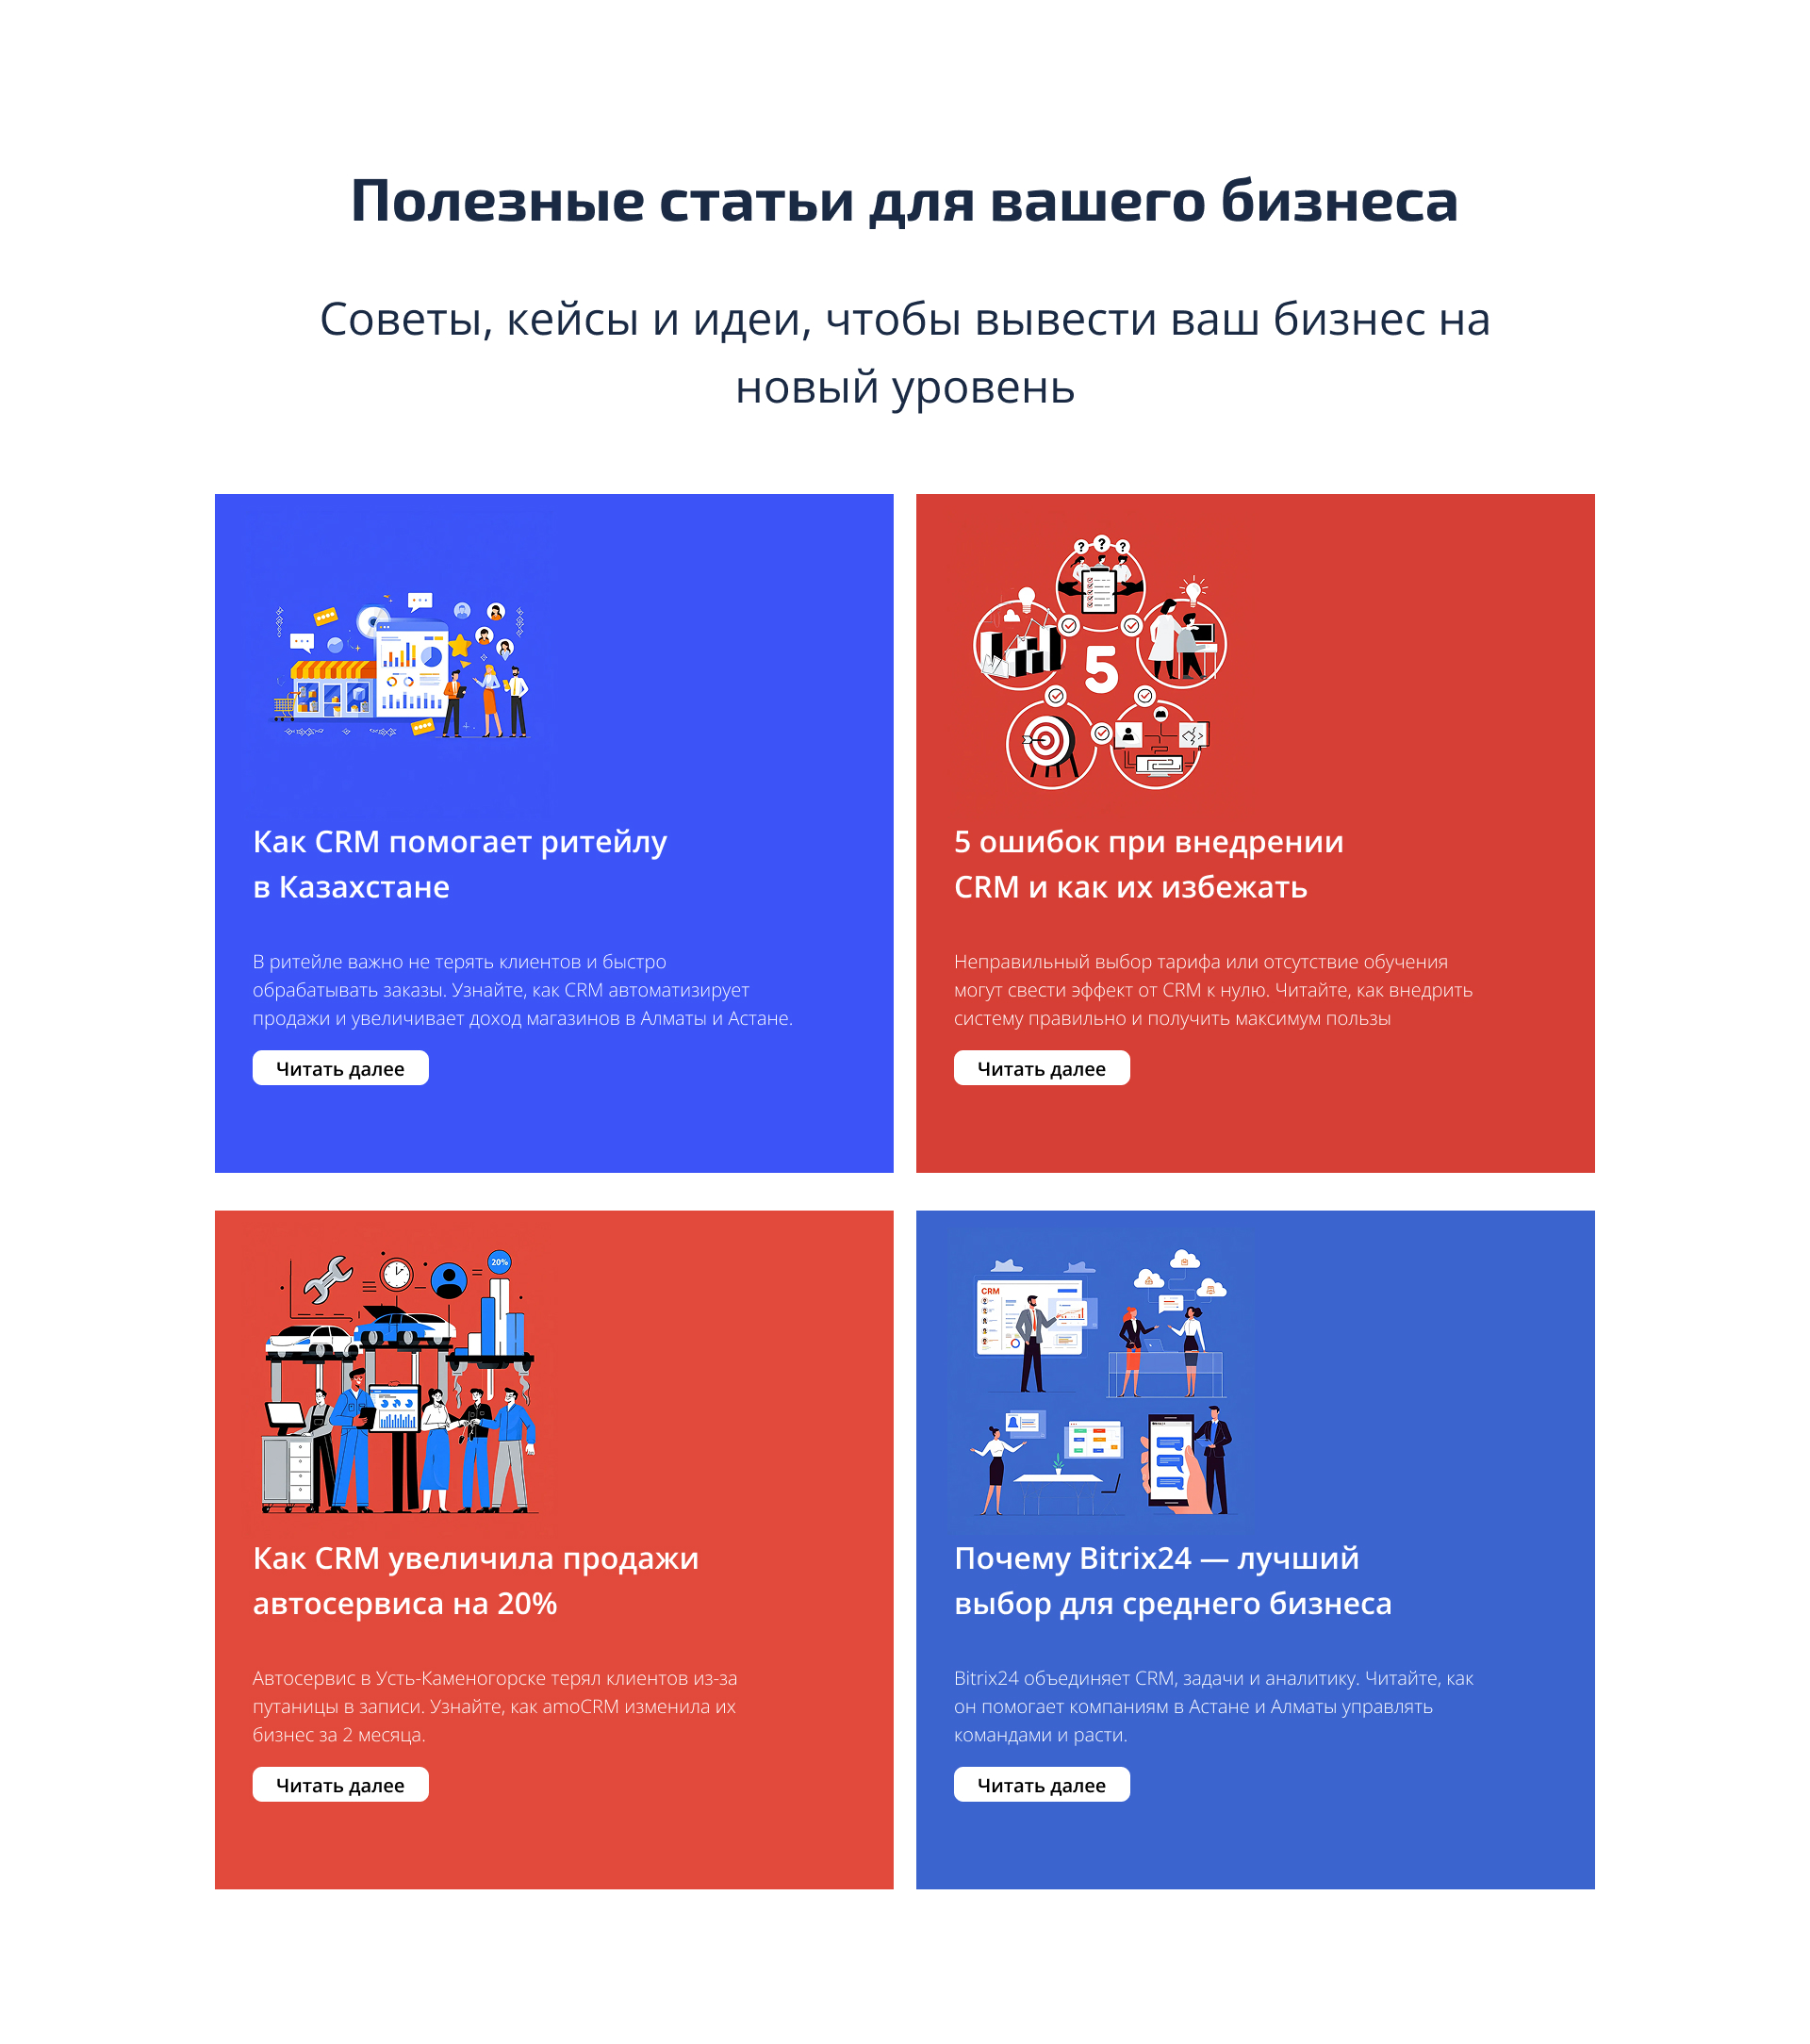 Полезные статьи для вашего бизнеса
Советы, кейсы и идеи, чтобы вывести ваш бизнес на
новый уровень
Как CRM помогает ритейлу
в Казахстане
В ритейле важно не терять клиентов и быстро
обрабатывать заказы. Узнайте, как CRM автоматизирует
продажи и увеличивает доход магазинов в Алматы и Астане.
Читать далее
? ? ?
5
5 ошибок при внедрении
CRM и как их избежать
Неправильный выбор тарифа или отсутствие обучения
могут свести эффект от CRM к нулю. Читайте, как внедрить
систему правильно и получить максимум пользы
Читать далее
20%
Как CRM увеличила продажи
автосервиса на 20%
Автосервис в Усть-Каменогорске терял клиентов из-за
путаницы в записи. Узнайте, как amoCRM изменила их
бизнес за 2 месяца.
Читать далее
CRM
Почему Bitrix24 — лучший
выбор для среднего бизнеса
Bitrix24 объединяет CRM, задачи и аналитику. Читайте, как
он помогает компаниям в Астане и Алматы управлять
командами и расти.
Читать далее